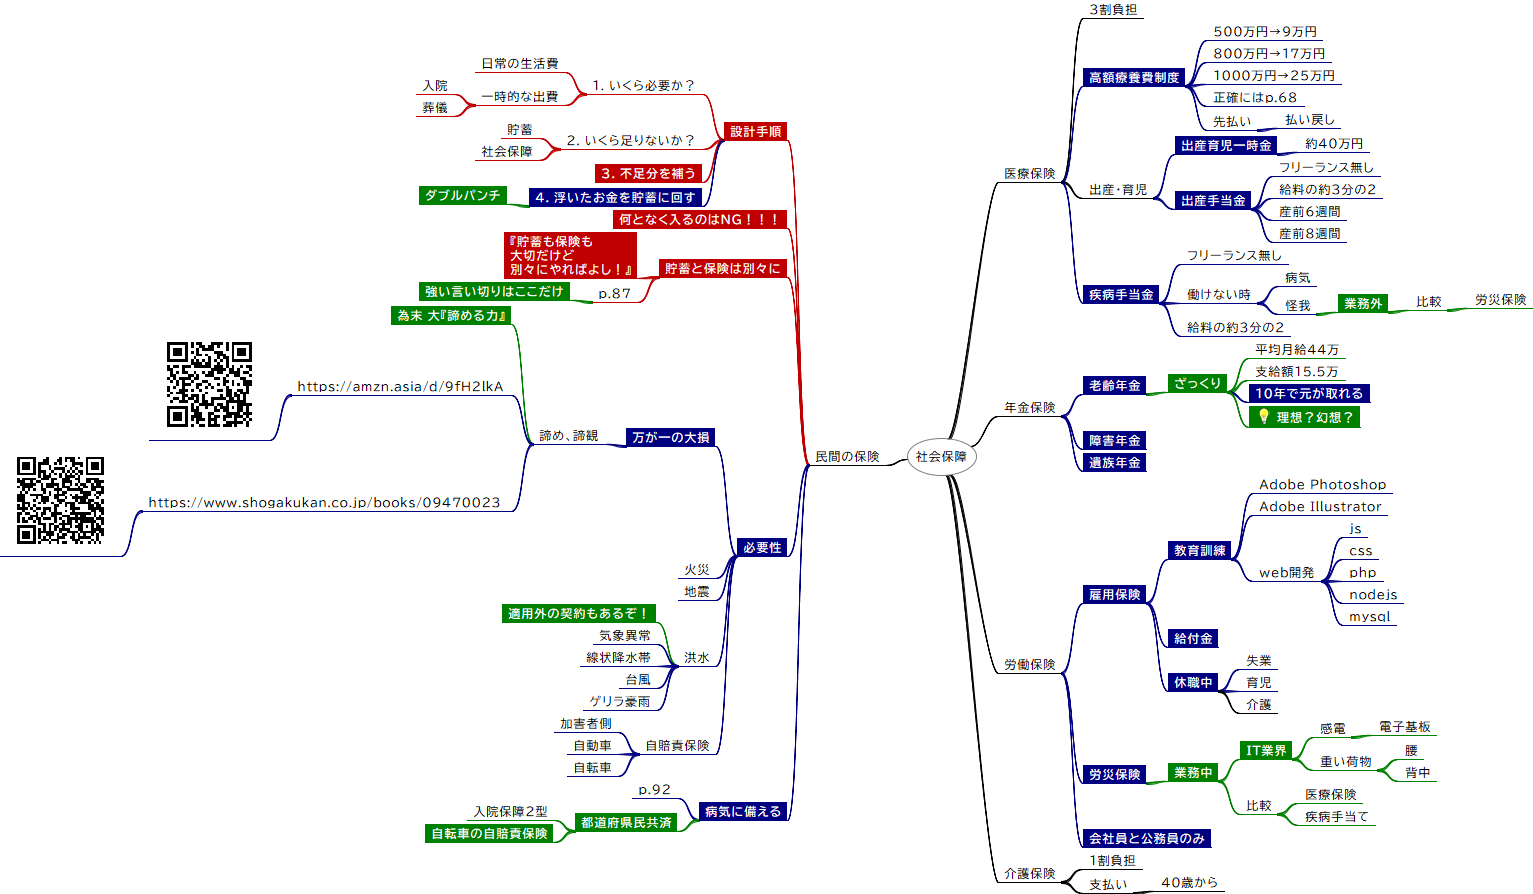 社会保障
医療保険
3割負担
高額療養費制度
500万円→9万円
800万円→17万円
1000万円→25万円
正確にはp.68
先払い
払い戻し
出産・育児
出産育児一時金
約40万円
出産手当金
フリーランス無し
給料の約3分の2
産前6週間
産前8週間
疾病手当金
フリーランス無し
働けない時
病気
怪我
業務外
比較
労災保険
給料の約3分の2
年金保険
老齢年金
ざっくり
平均月給44万
支給額15.5万
10年で元が取れる
💡 理想？幻想？
障害年金
遺族年金
労働保険
雇用保険
教育訓練
Adobe Photoshop
Adobe Illustrator
web開発
js
css
php
nodejs
mysql
給付金
休職中
失業
育児
介護
労災保険
業務中
IT業界
感電
電子基板
重い荷物
腰
背中
比較
医療保険
疾病手当て
会社員と公務員のみ
介護保険
1割負担
支払い
40歳から
民間の保険
設計手順
1. いくら必要か？
日常の生活費
一時的な出費
入院
葬儀
2. いくら足りないか？
貯蓄
社会保障
3. 不足分を補う
4. 浮いたお金を貯蓄に回す
ダブルパンチ
何となく入るのはNG！！！
貯蓄と保険は別々に
『貯蓄も保険も
大切だけど
別々にやればよし！』
p.87
強い言い切りはここだけ
必要性
万が一の大損
諦め、諦観
為末 大『諦める力』
https://amzn.asia/d/9fH2lkA
https://www.shogakukan.co.jp/books/09470023
火災
地震
洪水
適用外の契約もあるぞ！
気象異常
線状降水帯
台風
ゲリラ豪雨
自賠責保険
加害者側
自動車
自転車
病気に備える
p.92
都道府県民共済
入院保障2型
自転車の自賠責保険